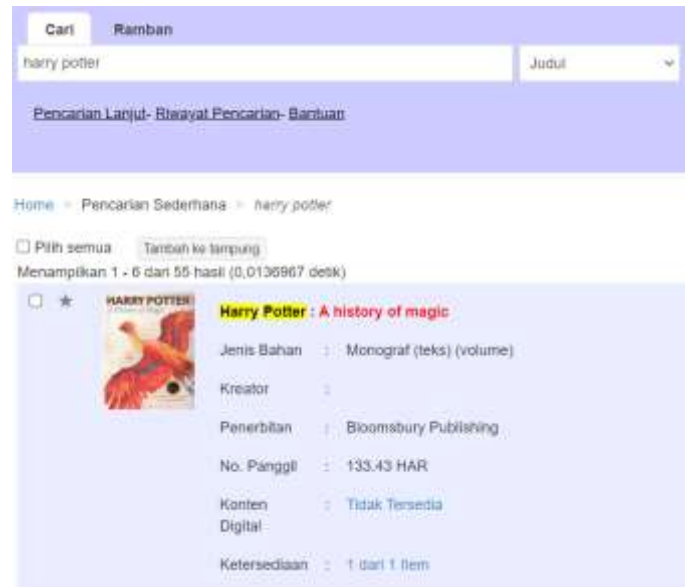 Cari Ramban
harry potter Judul
Pencarian Lanjut- Riwayat Pencarian- Bantuan
Home > Pencarian Sederhana > harry potter
Pilih semua Tambah ke tampung
Menampilkan 1 - 6 dari 55 hasil (0,0136967 detik)
HARRY POTTER
A History of Magic
Harry Potter : A history of magic
Jenis Bahan : Monograf (teks) (volume)
Kreator :
Penerbitan : Bloomsbury Publishing
No. Panggil : 133.43 HAR
Konten : Tidak Tersedia
Digital
Ketersediaan : 1 dari 1 Item